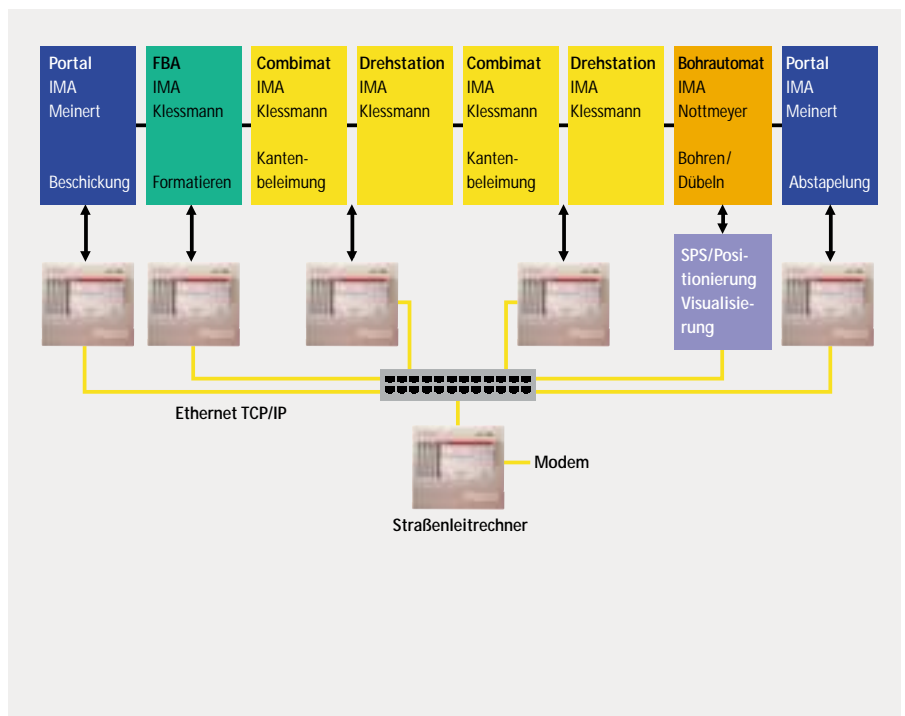 Portal
IMA
Meinert
Beschickung
FBA
IMA
Klessmann
Formatieren
Combimat
IMA
Klessmann
Kanten-
beleimung
Drehstation
IMA
Klessmann
Combimat
IMA
Klessmann
Kanten-
beleimung
Drehstation
IMA
Klessmann
Bohrautomat
IMA
Nottmeyer
Bohren/
Dübeln
Portal
IMA
Meinert
Abstapelung
SPS/Posi-
tionierung
Visualisie-
rung
Ethernet TCP/IP
Modem
Straßenleitrechner